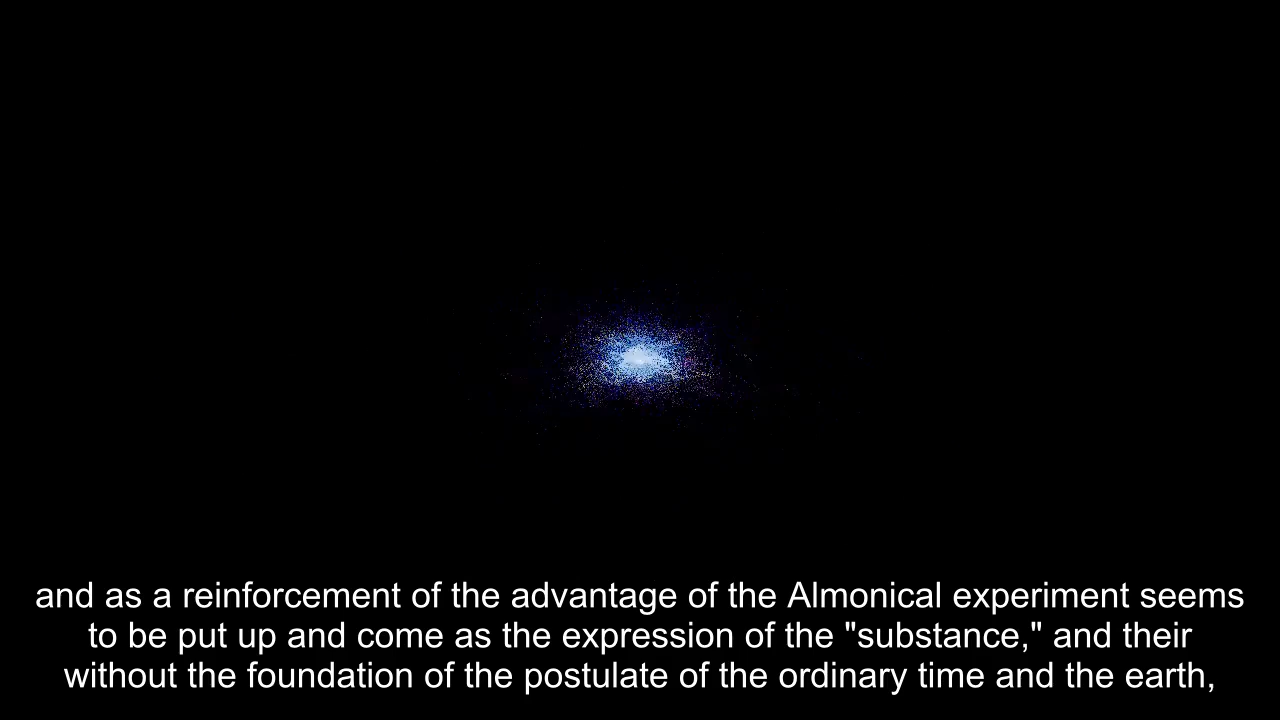 and as a reinforcement of the advantage of the Almonical experiment seems
to be put up and come as the expression of the "substance," and their
without the foundation of the postulate of the ordinary time and the earth,